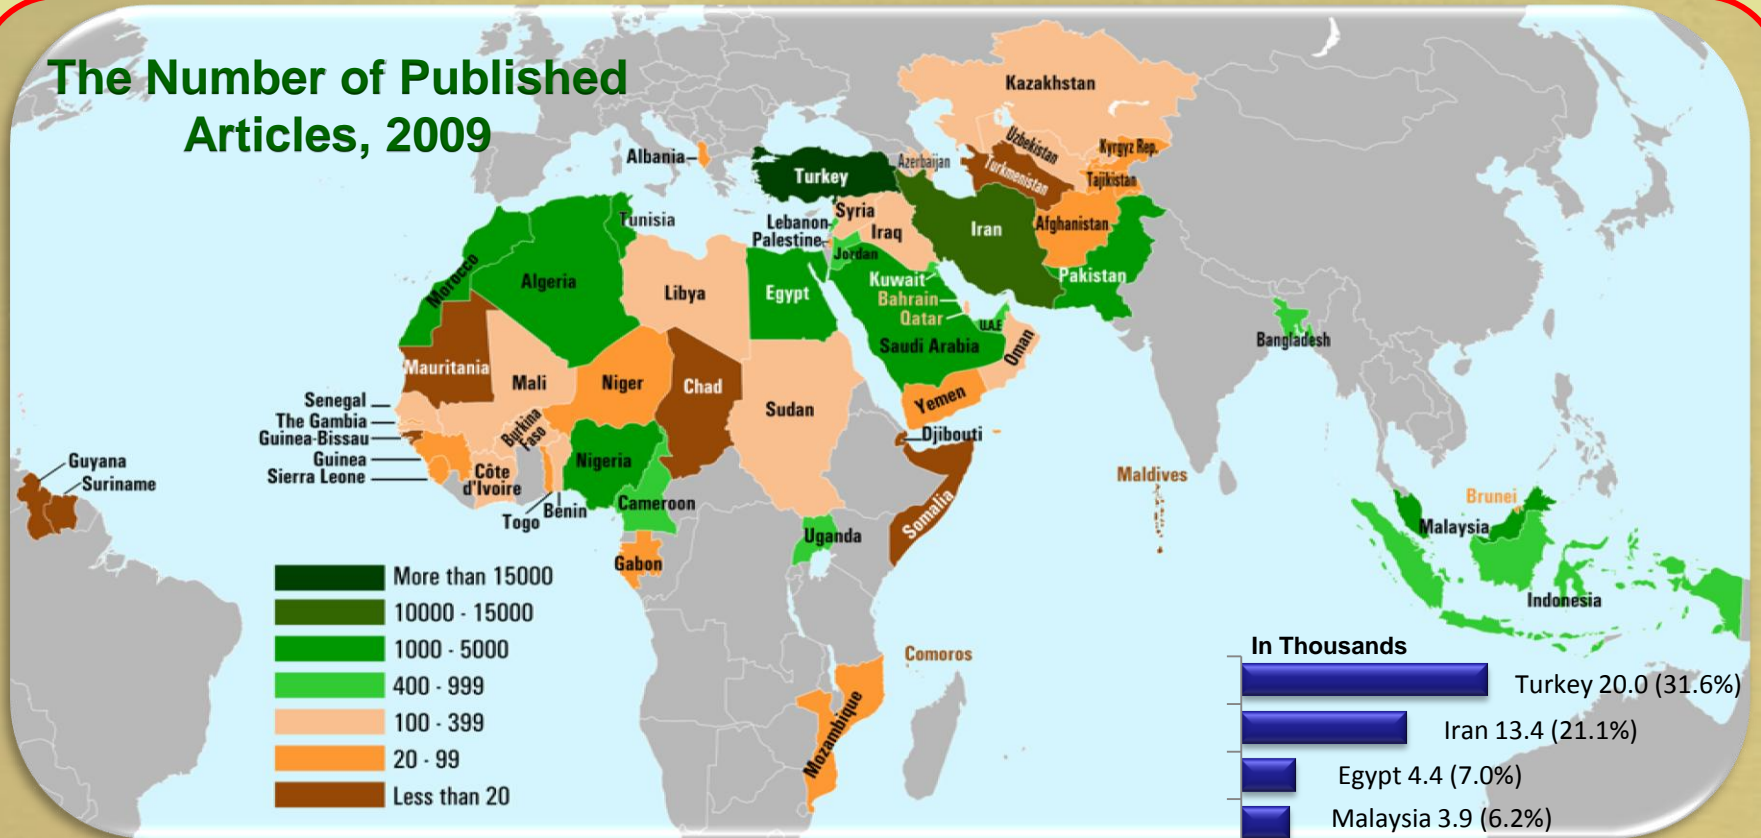 The Number of Published
Articles, 2009
Kazakhstan
Uzbekistan
Kyrgyz Rep.
Albania
Turkey
Azerbaijan
Turkmenistan
Tajikistan
Tunisia
Lebanon
Syria
Iraq
Iran
Afghanistan
Palestine
Jordan
Morocco
Algeria
Libya
Egypt
Kuwait
Pakistan
Bahrain
Qatar
U.A.E
Saudi Arabia
Oman
Bangladesh
Mauritania
Mali
Niger
Chad
Sudan
Yemen
Senegal
The Gambia
Guinea-Bissau
Burkina
Faso
Djibouti
Guinea
Sierra Leone
Côte
d'Ivoire
Nigeria
Guyana
Suriname
Togo
Benin
Cameroon
Somalia
Maldives
Brunei
Malaysia
Uganda
Gabon
Indonesia
More than 15000
10000 - 15000
1000 - 5000
400 - 999
100 - 399
20 - 99
Less than 20
Comoros
Mozambique
In Thousands
Turkey 20.0 (31.6%)
Iran 13.4 (21.1%)
Egypt 4.4 (7.0%)
Malaysia 3.9 (6.2%)